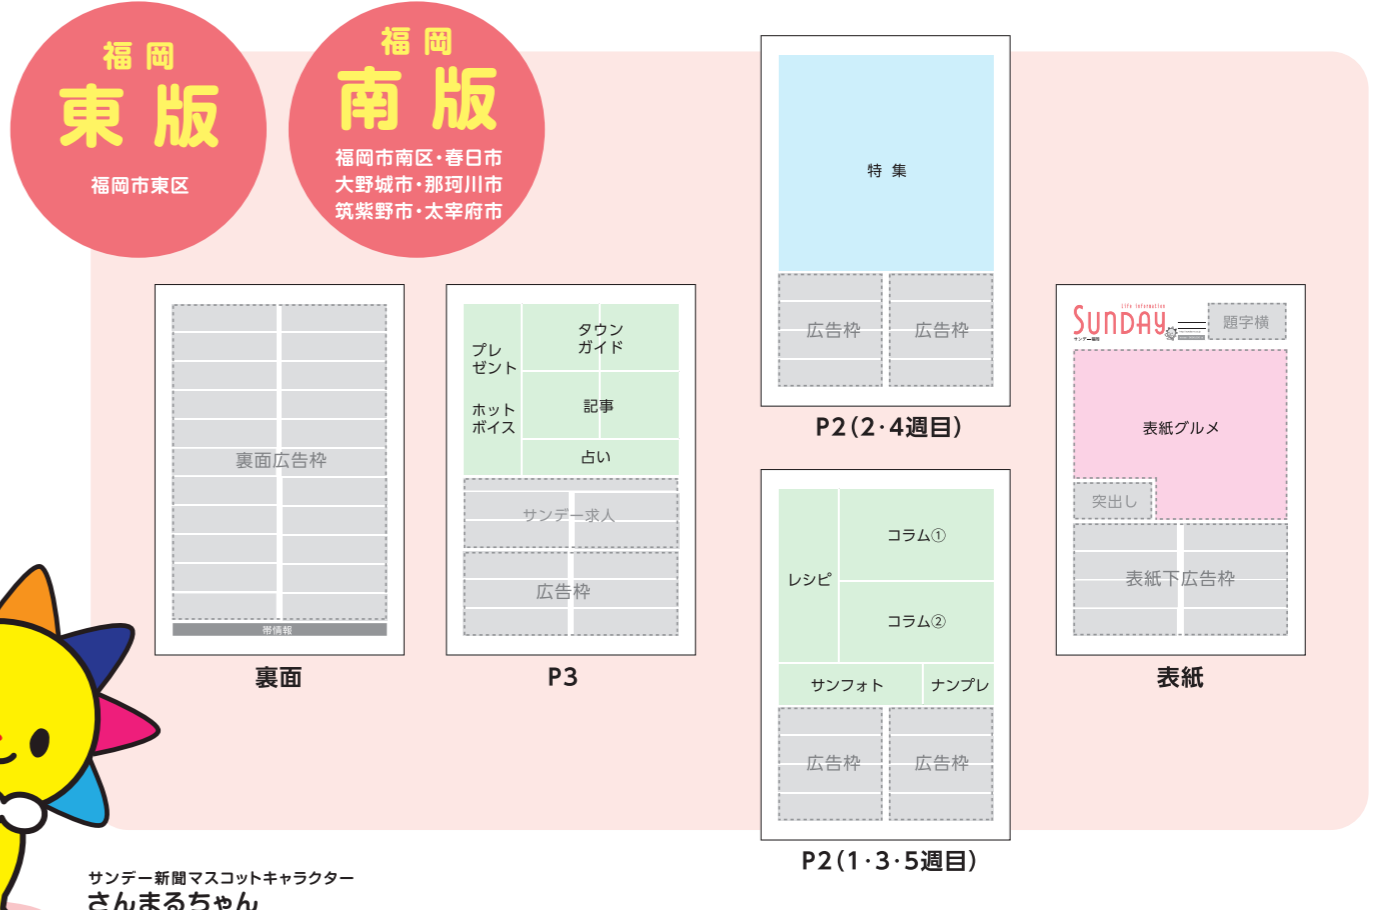 福岡
東版
福岡市東区
福岡
南版
福岡市南区・春日市
大野城市・那珂川市
筑紫野市・太宰府市
裏面広告枠
帯情報
裏面
プレ
ゼント
ホット
ボイス
タウン
ガイド
記事
占い
サンデー求人
広告枠
P3
特集
広告枠
広告枠
P2(2・4週目)
レシピ
コラム①
コラム②
サンフォト
ナンプレ
広告枠
広告枠
P2(1・3・5週目)
Life Information
SUNDAY
題字横
表紙グルメ
突出し
表紙下広告枠
表紙
サンデー新聞マスコットキャラクター
さんまるちゃん